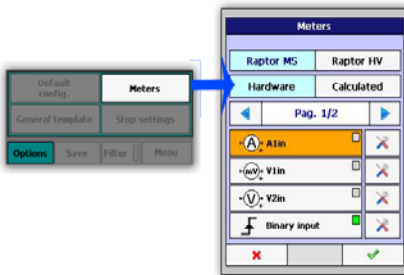 Default
config.
Meters
General template
Stop settings
Options
Save
Filter
Menu
Meters
Raptor MS
Raptor HV
Hardware
Calculated
Pag. 1/2
A
A1in
mV
V1in
V
V2in
Binary input